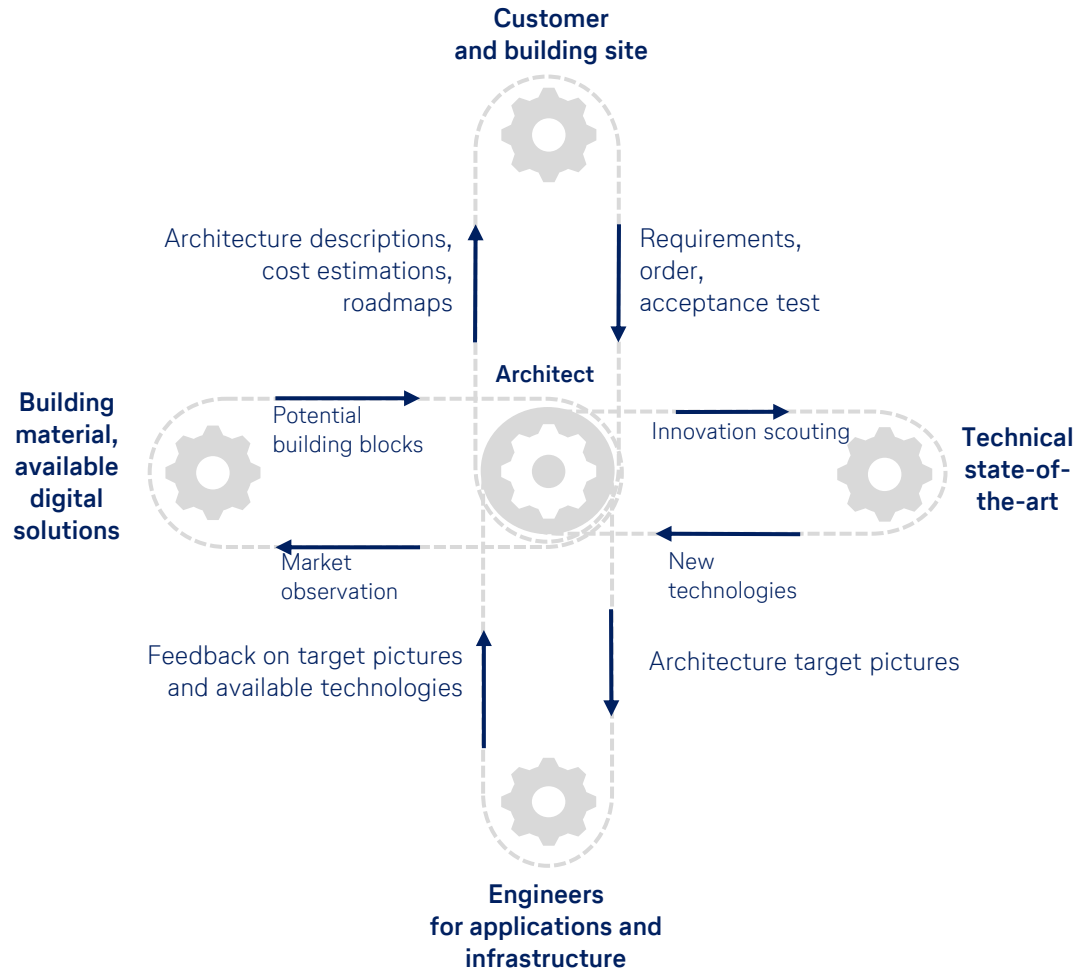 Customer
and building site
Architecture descriptions,
cost estimations,
roadmaps
Requirements,
order,
acceptance test
Architect
Building
material,
available
digital
solutions
Potential
building blocks
Innovation scouting
Technical
state-of-
the-art
Market
observation
New
technologies
Feedback on target pictures
and available technologies
Architecture target pictures
Engineers
for applications and
infrastructure